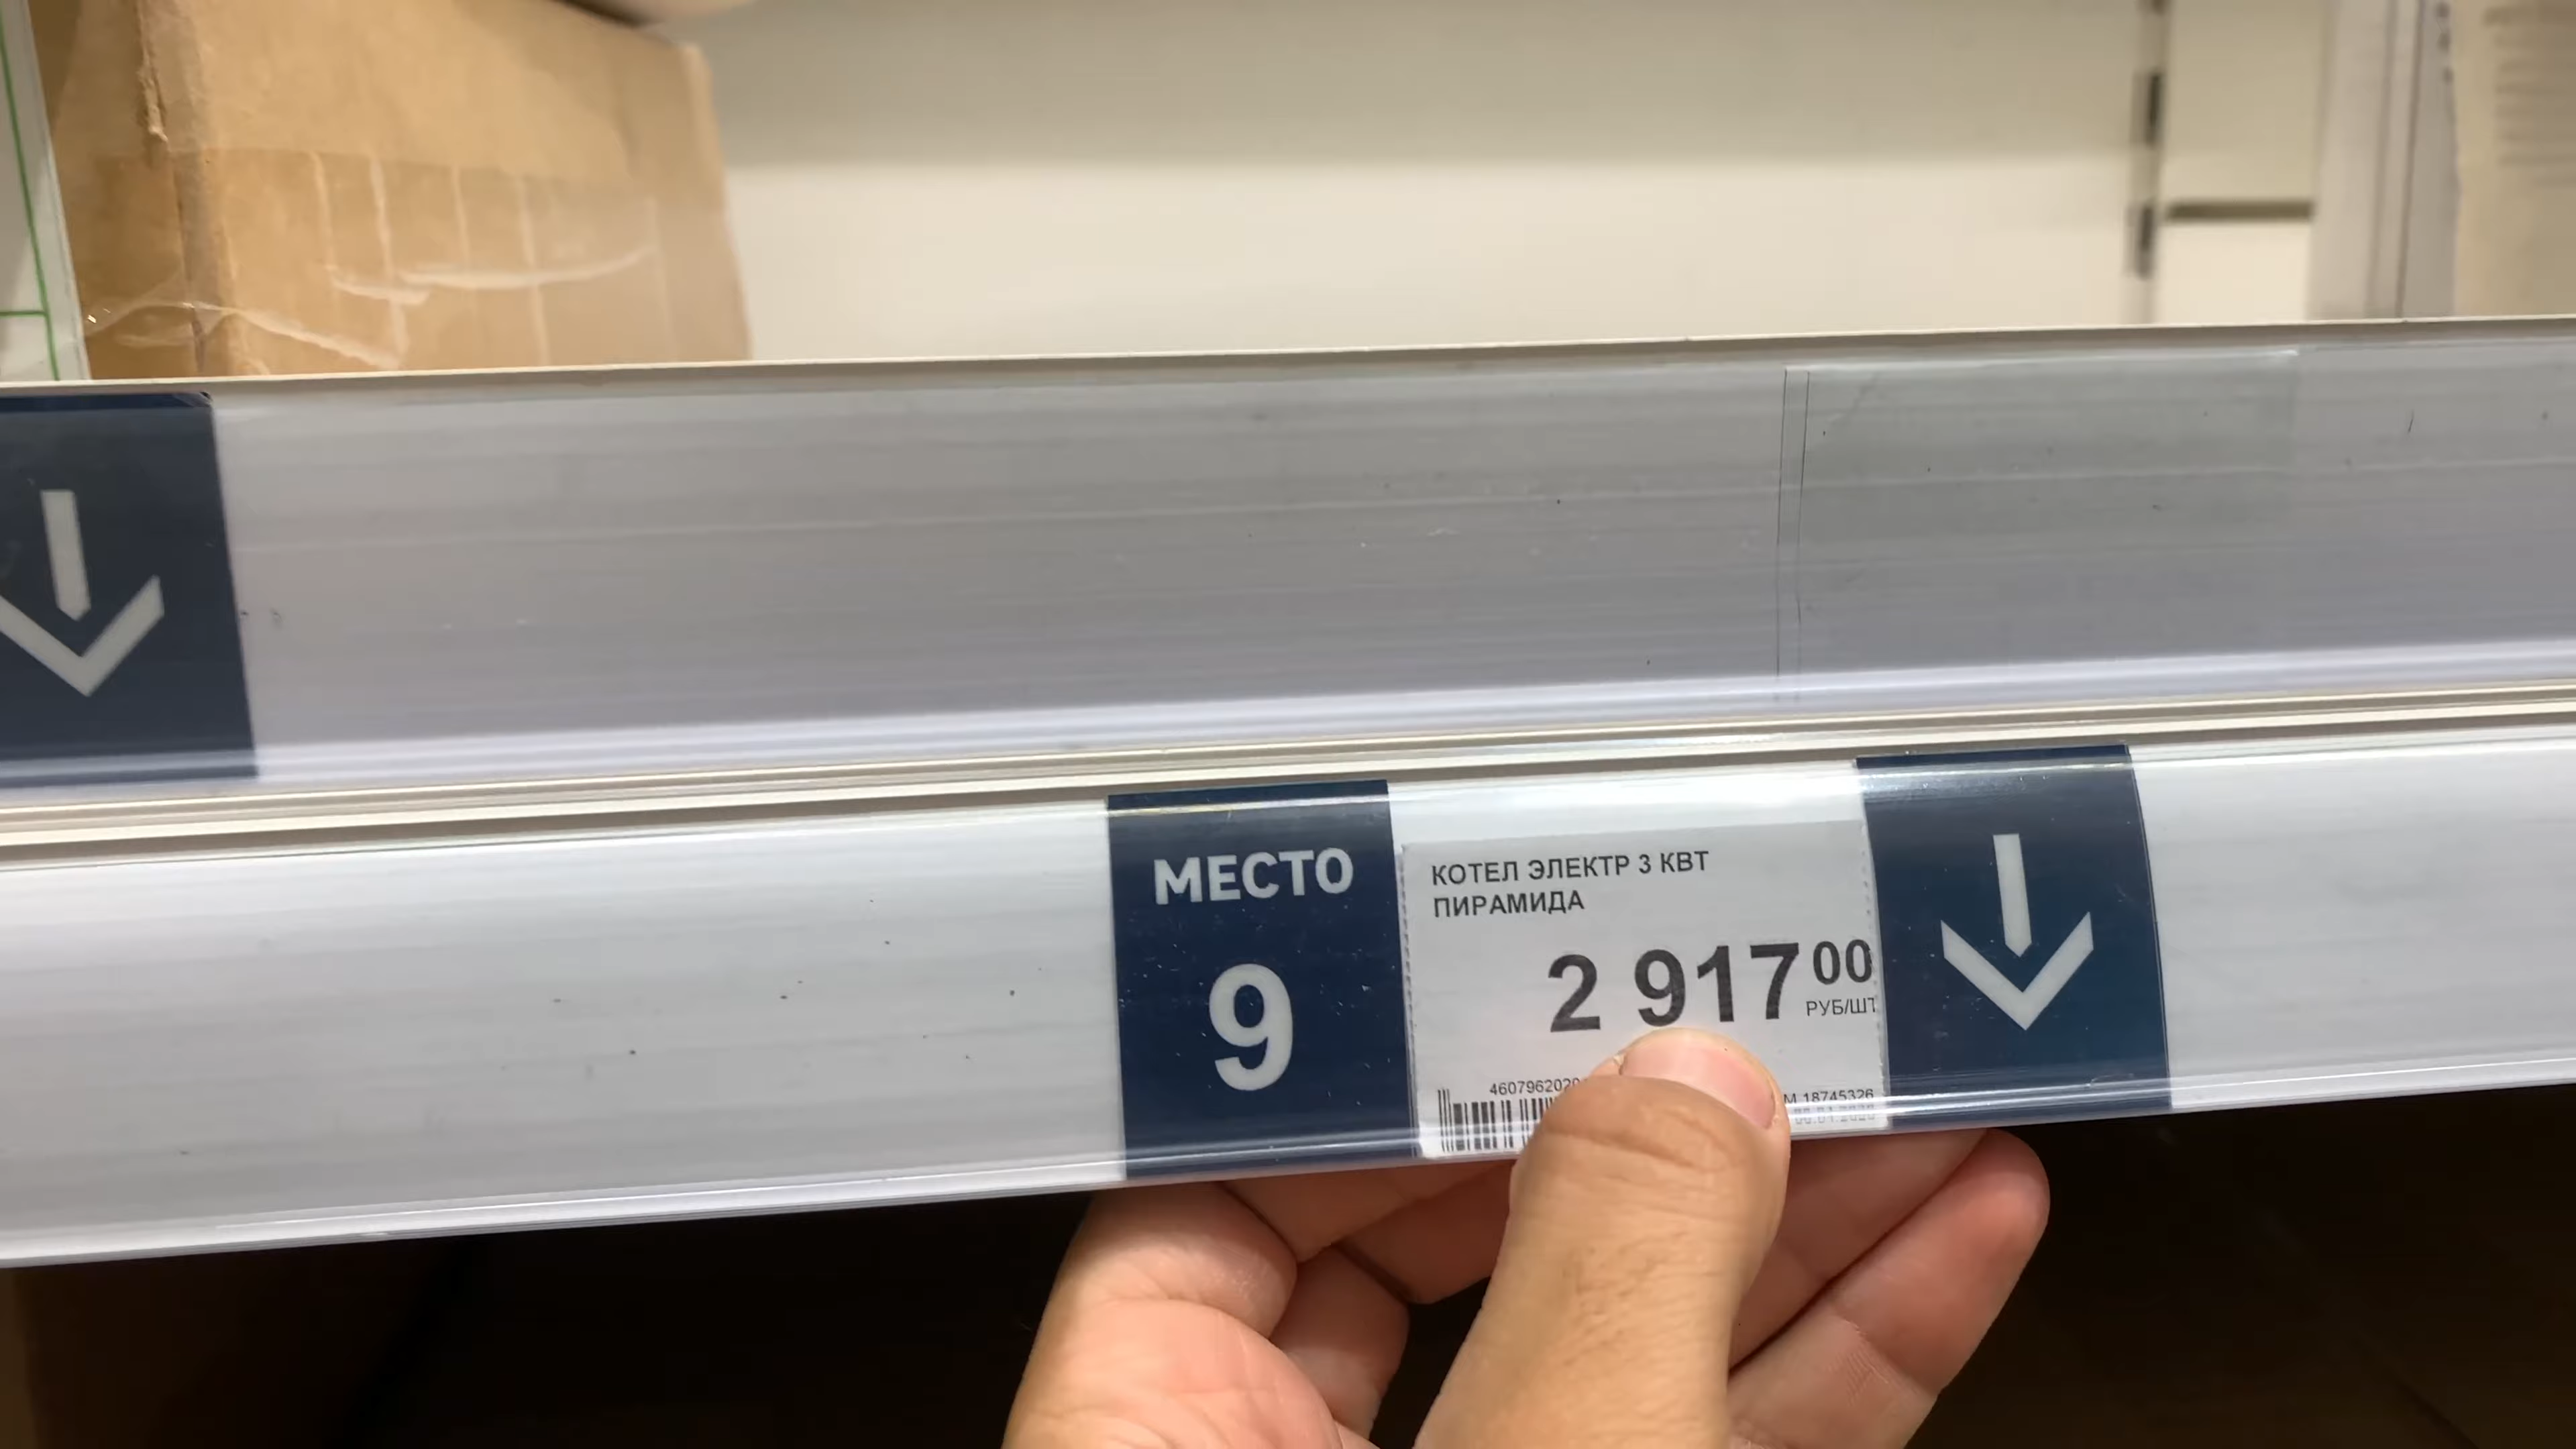 МЕСТО
9
КОТЕЛ ЭЛЕКТР 3 КВТ
ПИРАМИДА
2 917 00
РУБ/ШТ
18745326